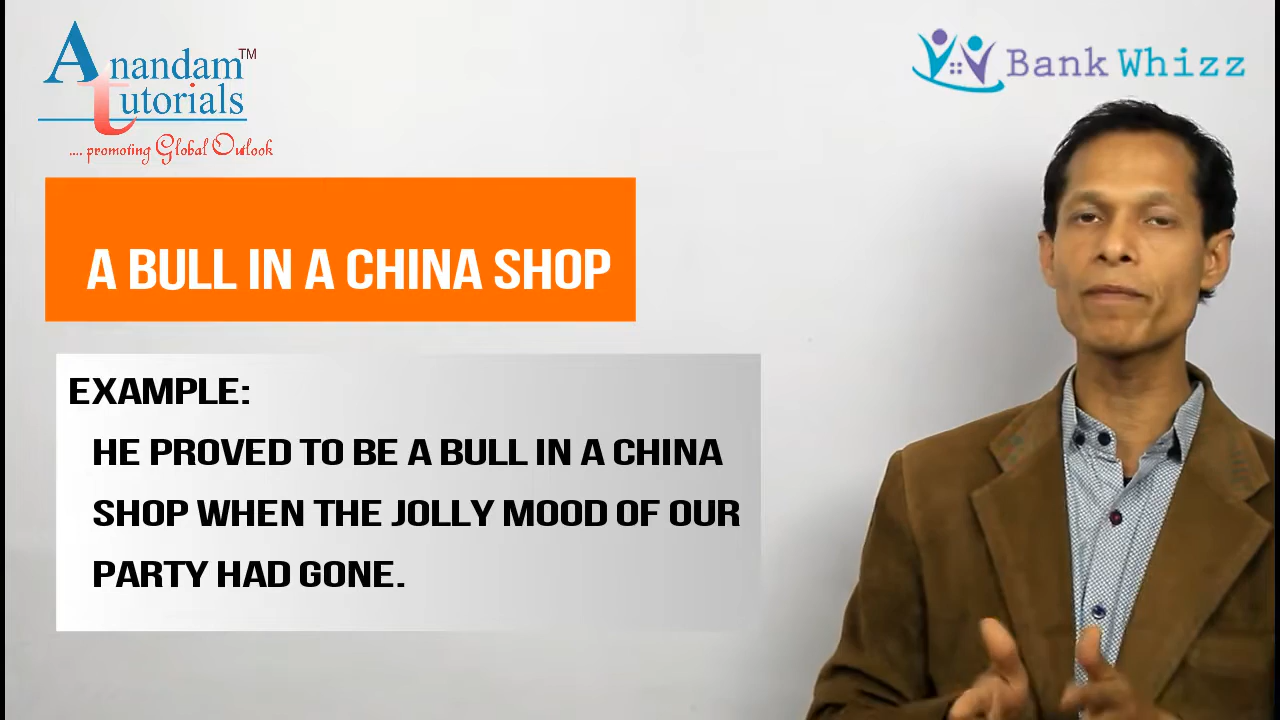 Anandam™
tutorials
.... promoting Global Outlook
Bank Whizz
A BULL IN A CHINA SHOP
EXAMPLE:
HE PROVED TO BE A BULL IN A CHINA
SHOP WHEN THE JOLLY MOOD OF OUR
PARTY HAD GONE.